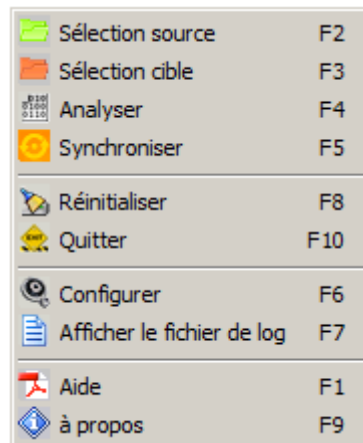 Sélection source F2
Sélection cible F3
Analyser F4
Synchroniser F5
Réinitialiser F8
Quitter F10
Configurer F6
Afficher le fichier de log F7
Aide F1
à propos F9